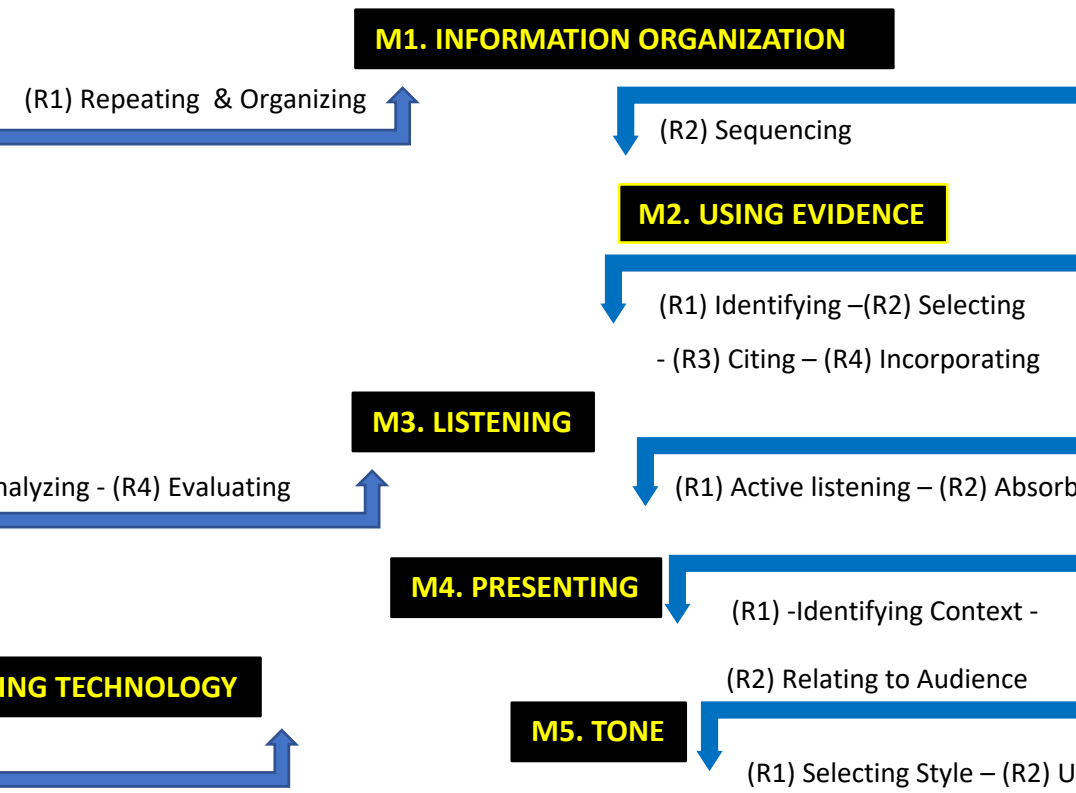 M1. INFORMATION ORGANIZATION
(R1) Repeating & Organizing
(R2) Sequencing
M2. USING EVIDENCE
(R1) Identifying –(R2) Selecting
- (R3) Citing – (R4) Incorporating
M3. LISTENING
nalyzing - (R4) Evaluating
(R1) Active listening – (R2) Absorb
M4. PRESENTING
(R1) -Identifying Context -
(R2) Relating to Audience
ING TECHNOLOGY
M5. TONE
(R1) Selecting Style – (R2) U